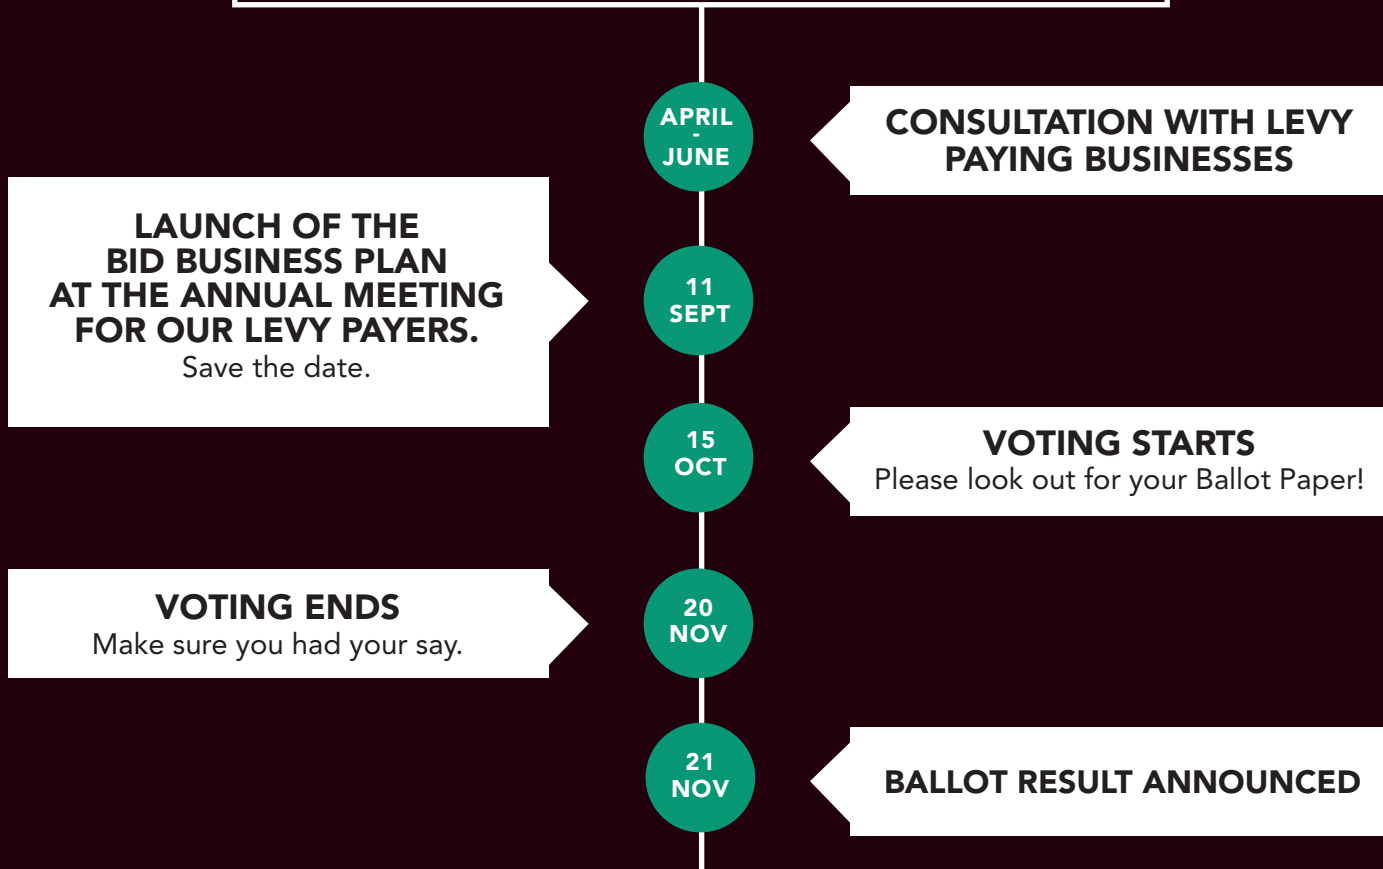 APRIL
-
JUNE
CONSULTATION WITH LEVY
PAYING BUSINESSES
LAUNCH OF THE
BID BUSINESS PLAN
AT THE ANNUAL MEETING
FOR OUR LEVY PAYERS.
Save the date.
11
SEPT
15
OCT
VOTING STARTS
Please look out for your Ballot Paper!
VOTING ENDS
Make sure you had your say.
20
NOV
21
NOV
BALLOT RESULT ANNOUNCED